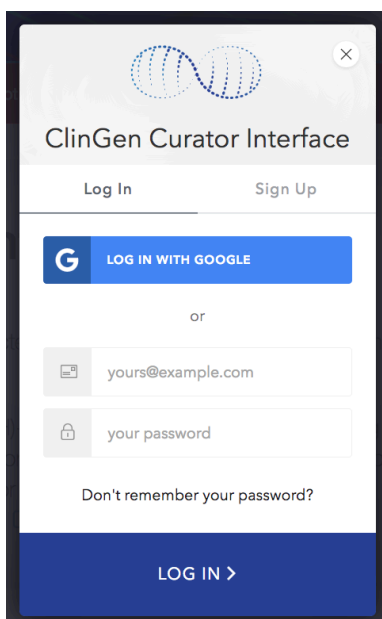 ClinGen Curator Interface
Log In Sign Up
G LOG IN WITH GOOGLE
or
yours@example.com
your password
Don't remember your password?
LOG IN >